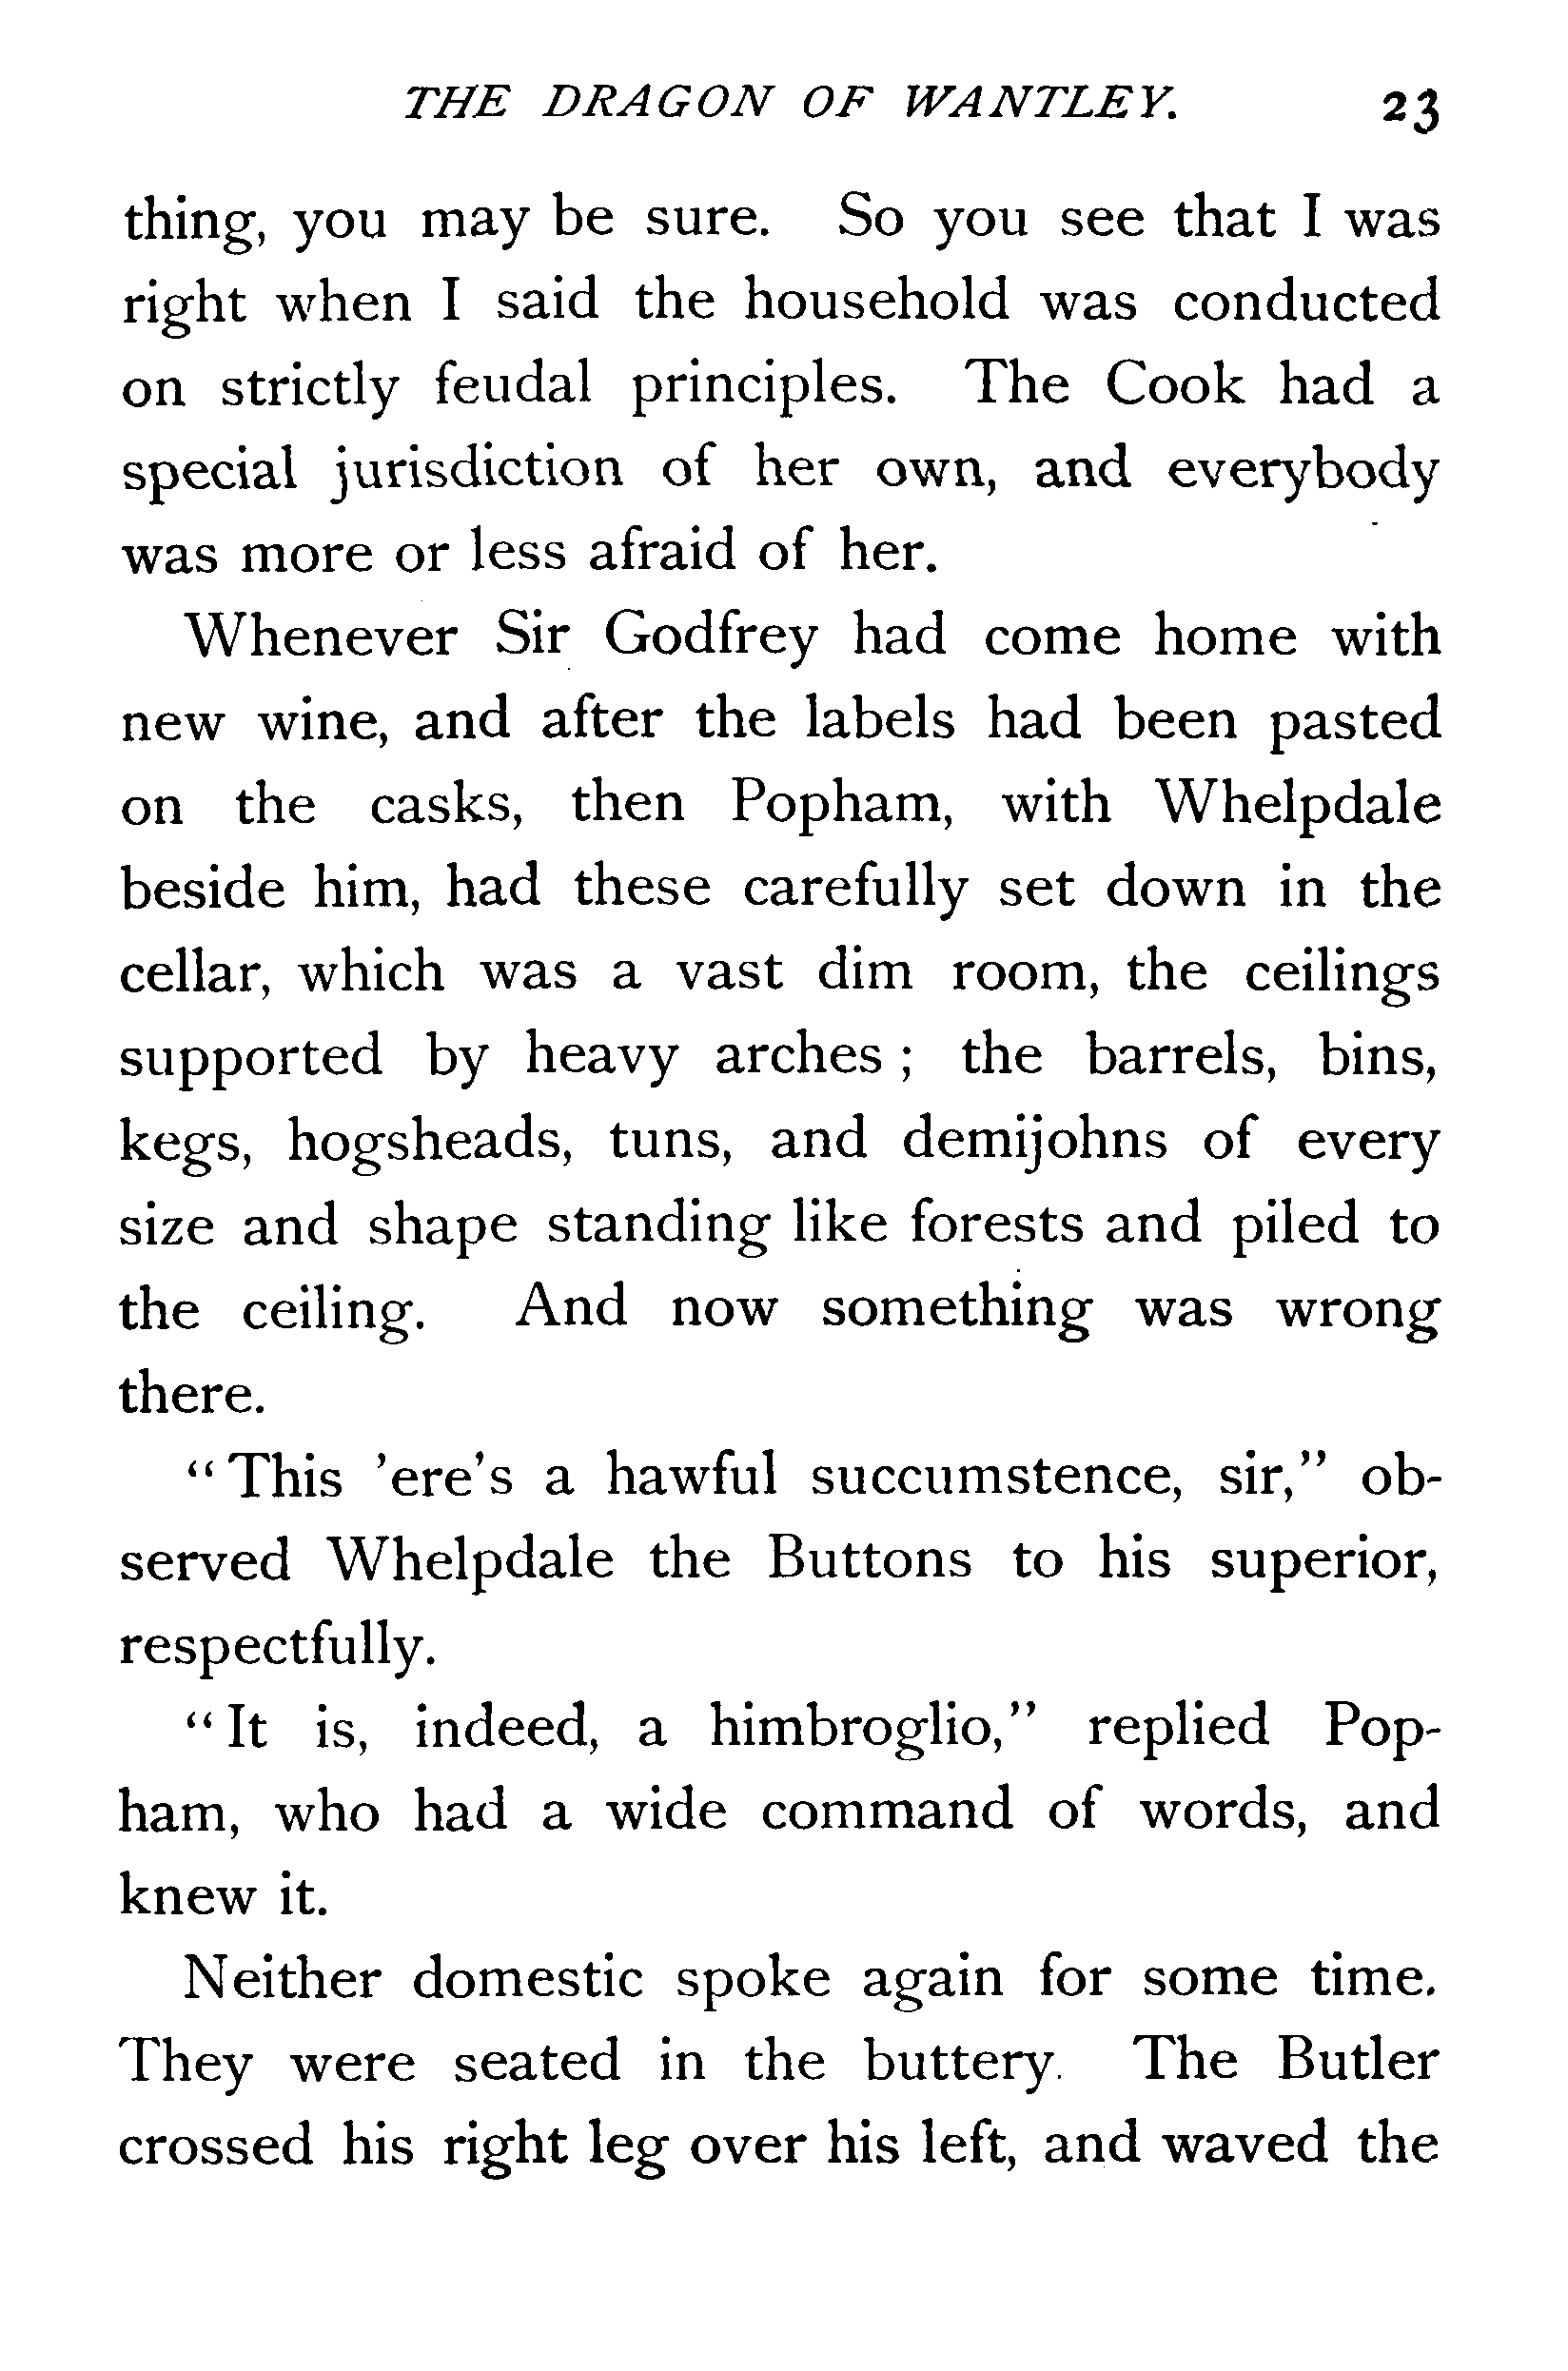 THE DRAGON OF WANTLEY. 23
thing, you may be sure. So you see that I was
right when I said the household was conducted
on strictly feudal principles. The Cook had a
special jurisdiction of her own, and everybody
was more or less afraid of her.
Whenever Sir Godfrey had come home with
new wine, and after the labels had been pasted
on the casks, then Popham, with Whelpdale
beside him, had these carefully set down in the
cellar, which was a vast dim room, the ceilings
supported by heavy arches ; the barrels, bins,
kegs, hogsheads, tuns, and demijohns of every
size and shape standing like forests and piled to
the ceiling. And now something was wrong
there.
“This ’ere’s a hawful succumstence, sir,” ob-
served Whelpdale the Buttons to his superior,
respectfully.
“It is, indeed, a himbroglio,” replied Pop-
ham, who had a wide command of words, and
knew it.
Neither domestic spoke again for some time.
They were seated in the buttery. The Butler
crossed his right leg over his left, and waved the